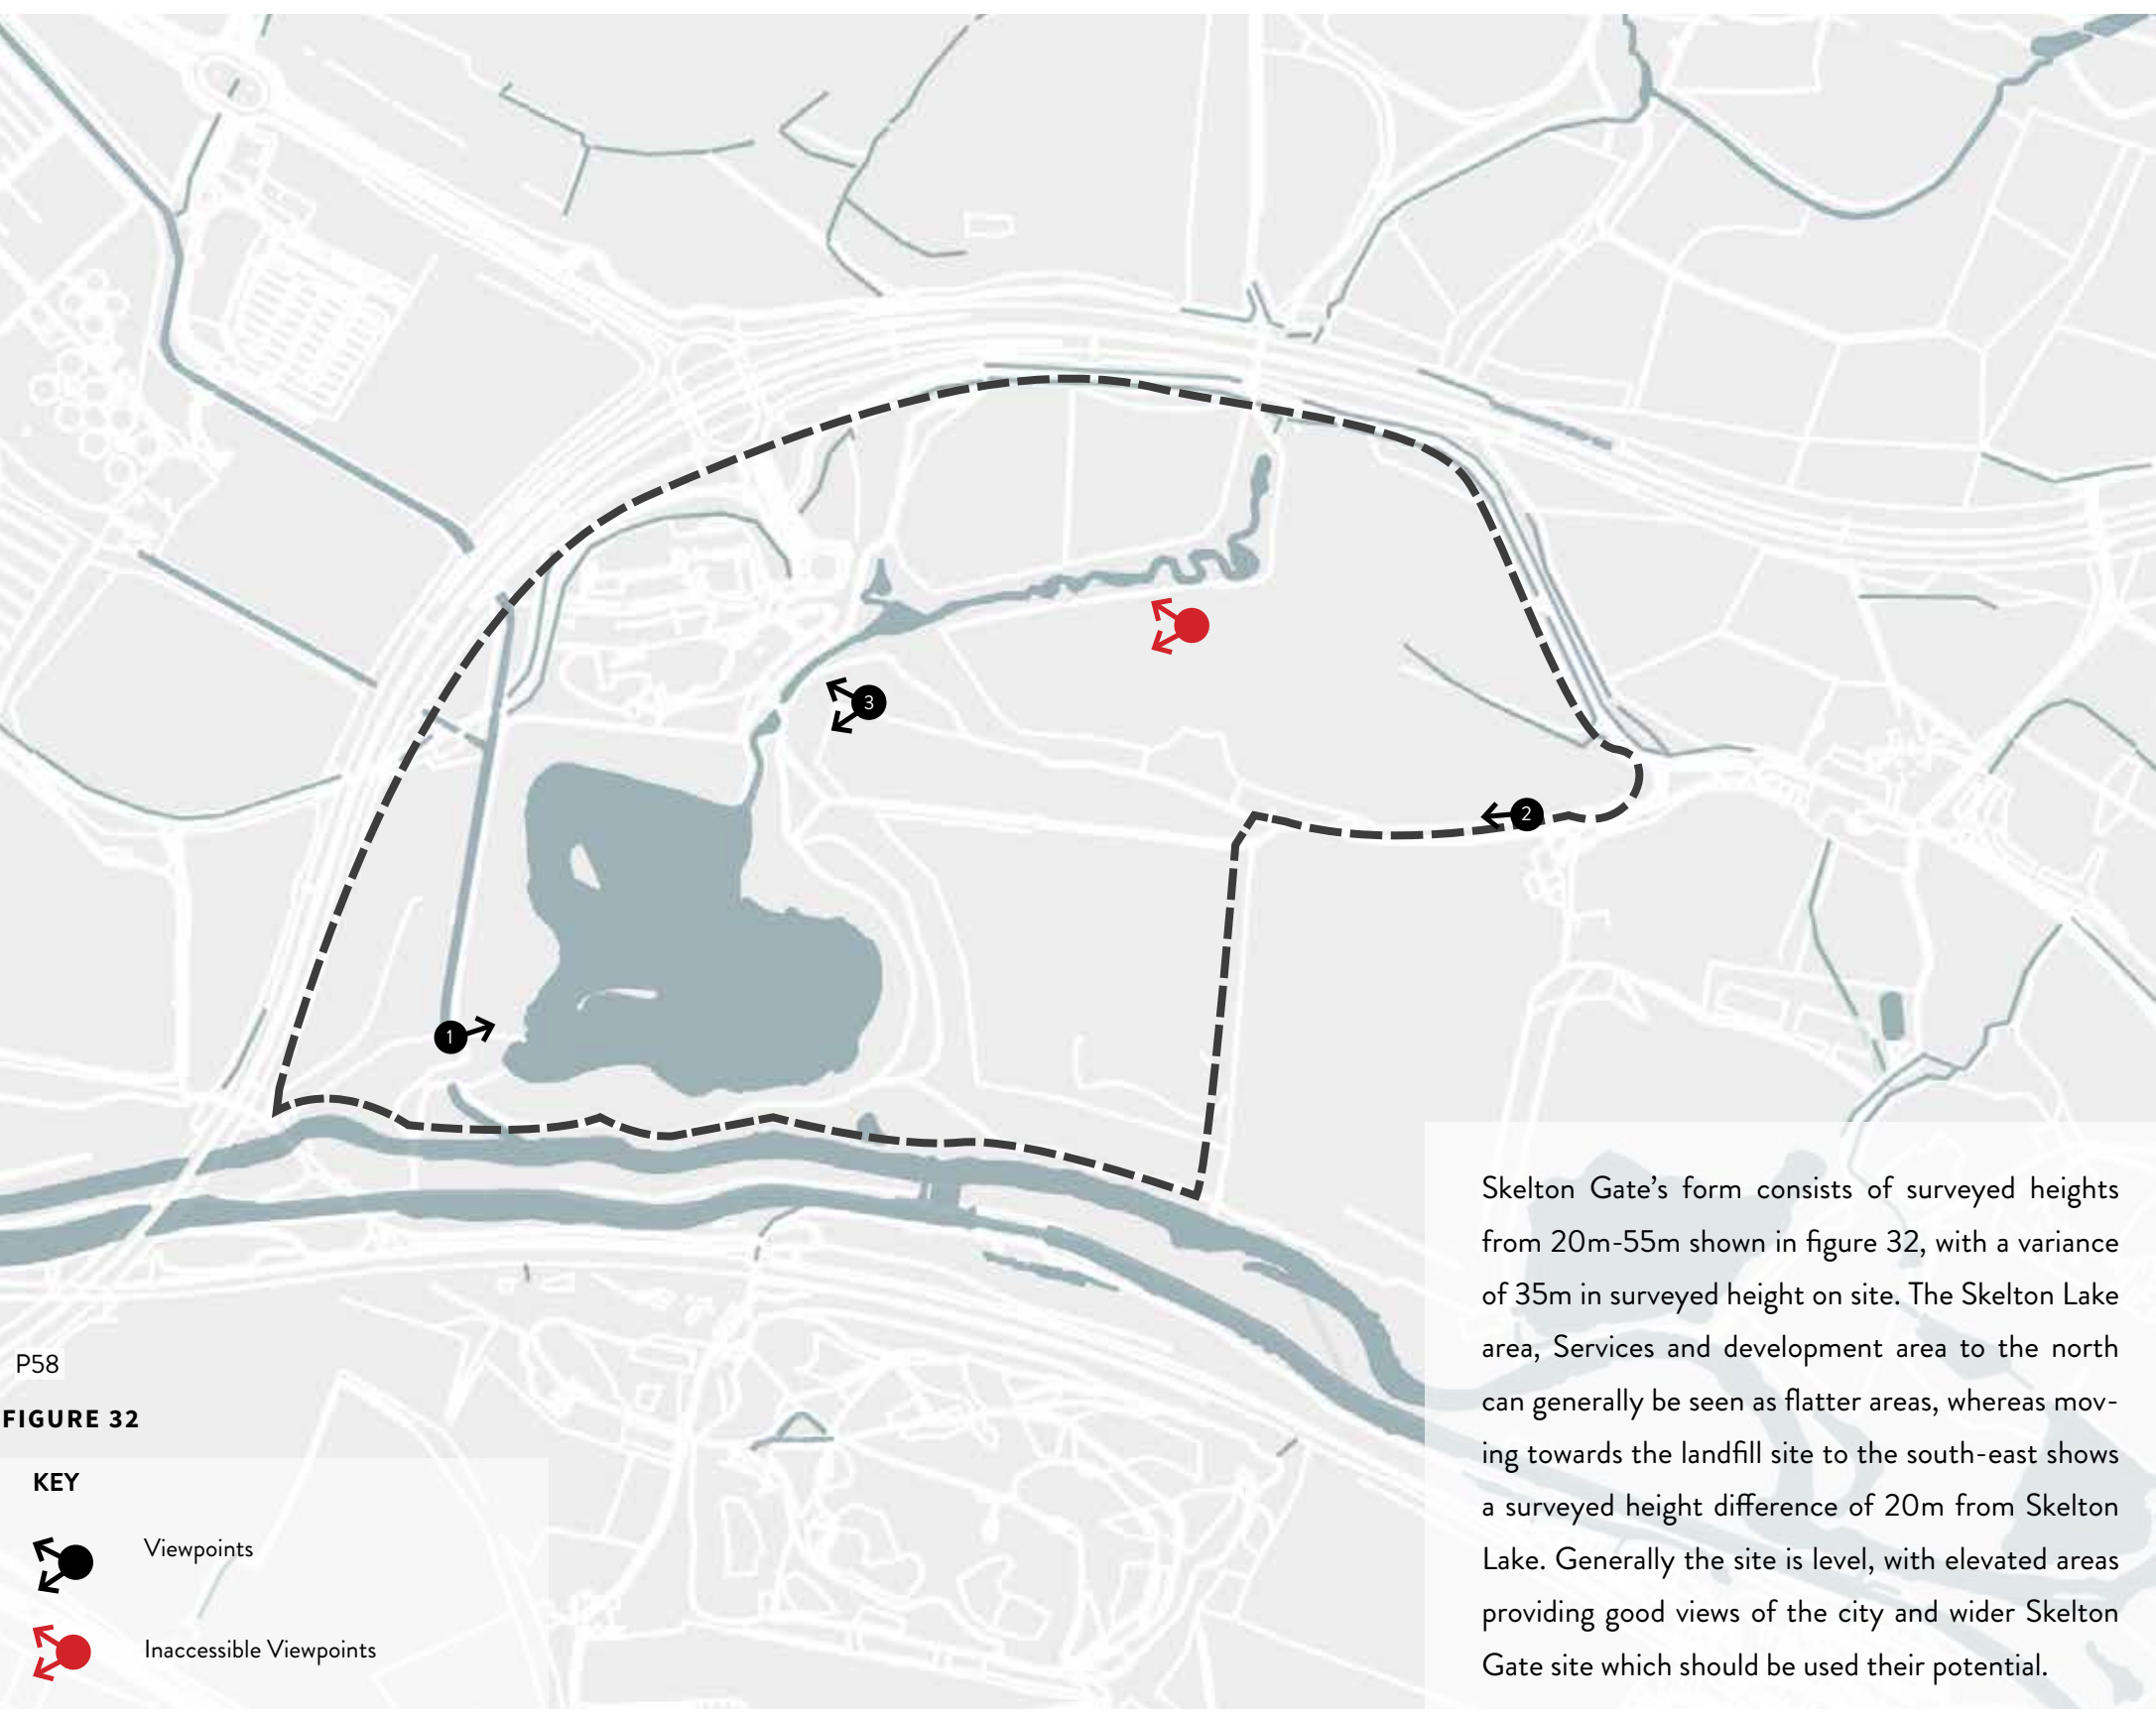 3
2
1
Skelton Gate’s form consists of surveyed heights
from 20m-55m shown in figure 32, with a variance
of 35m in surveyed height on site. The Skelton Lake
area, Services and development area to the north
can generally be seen as flatter areas, whereas mov-
ing towards the landfill site to the south-east shows
a surveyed height difference of 20m from Skelton
Lake. Generally the site is level, with elevated areas
providing good views of the city and wider Skelton
Gate site which should be used their potential.
P58
FIGURE 32
KEY
Viewpoints
Inaccessible Viewpoints